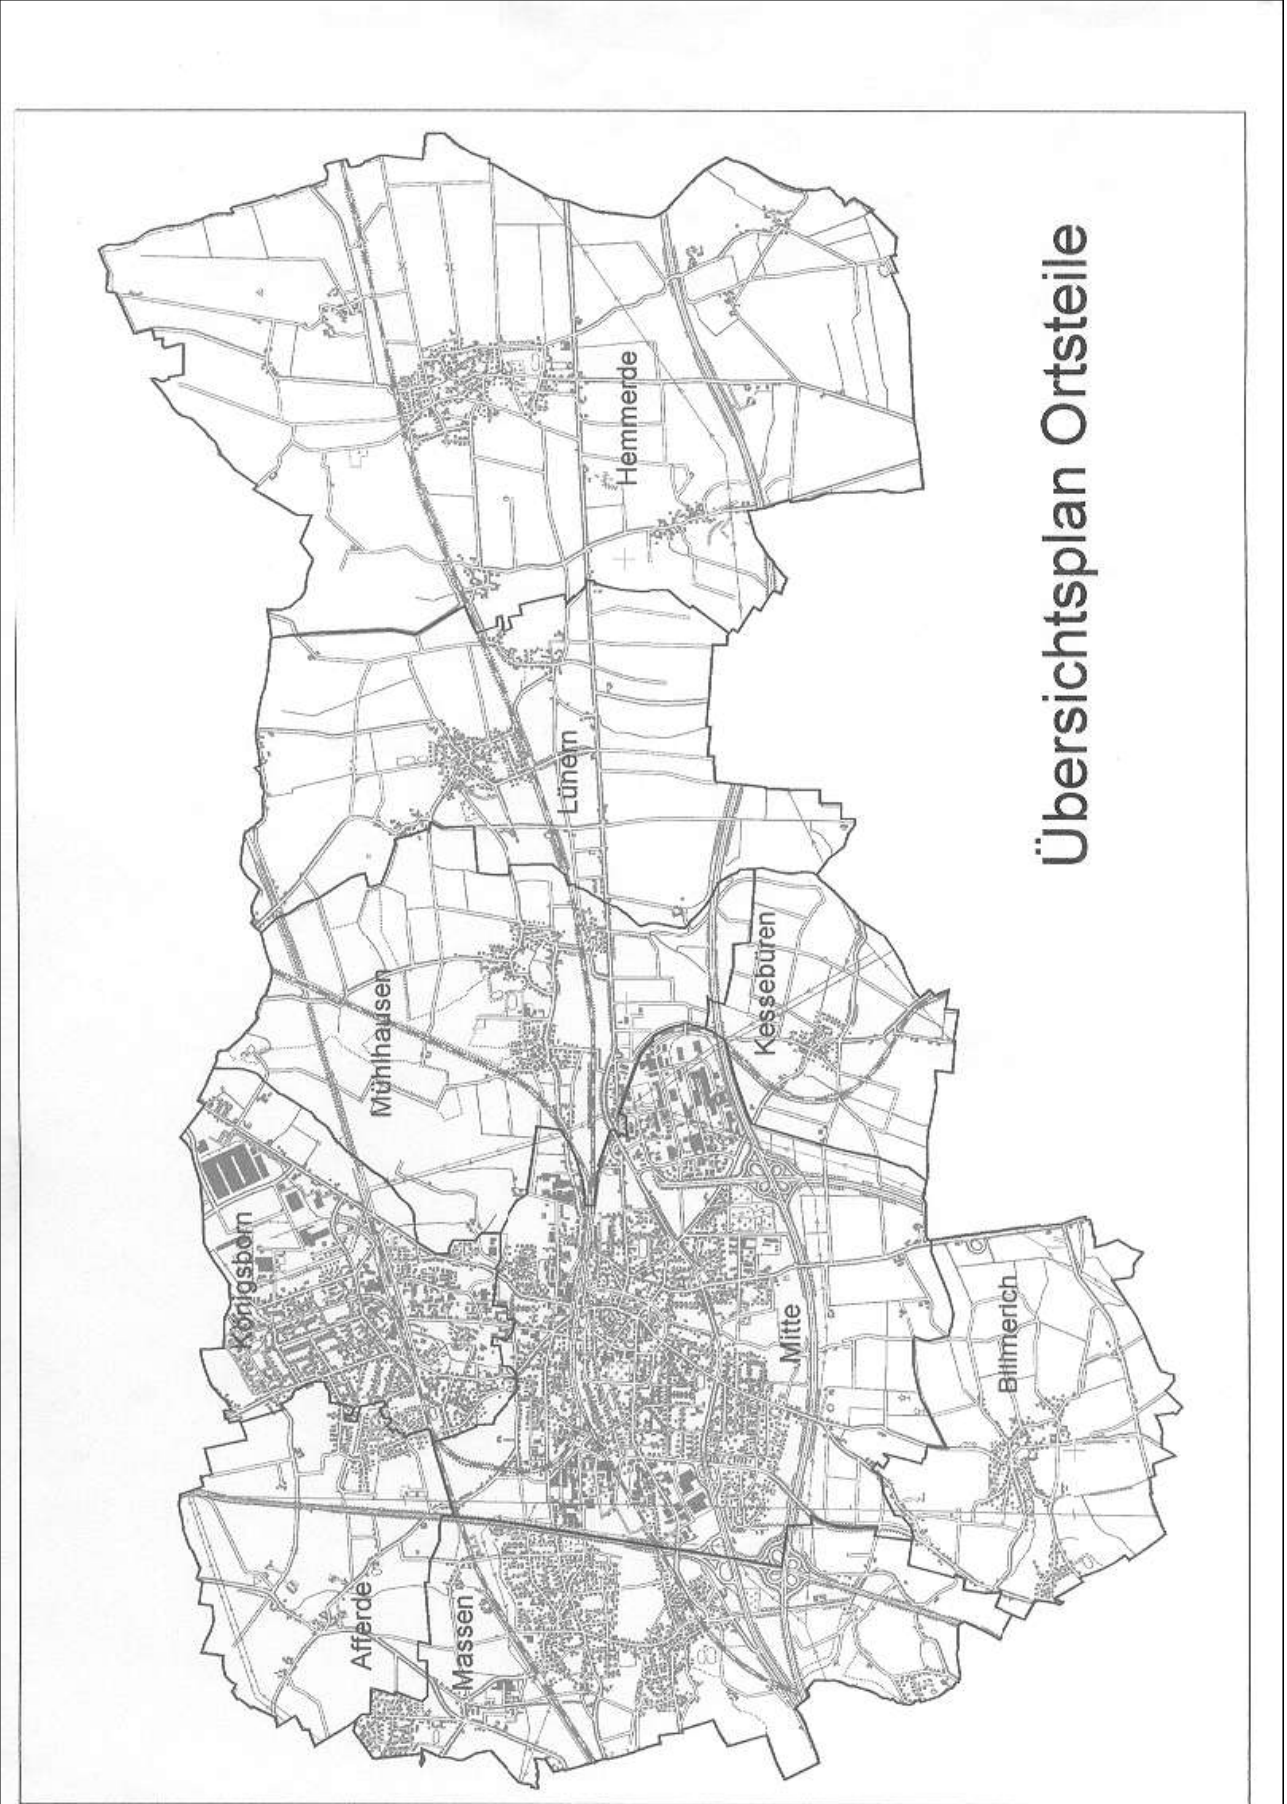 Übersichtsplan Ortsteile
Königsborn
Afferde
Mühlhausen
Massen
Lünern
Hemmerde
Kessebüren
Mitte
Billmerich